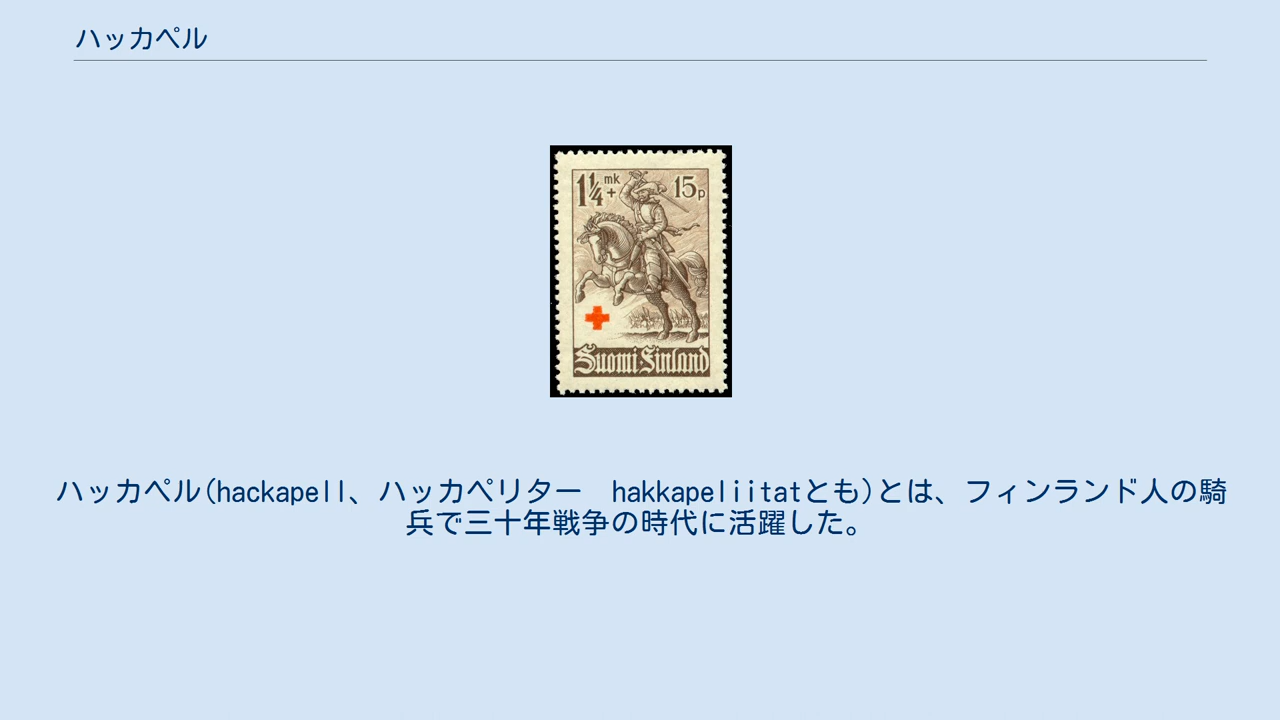 ハッカペル
1¼ mk + 15p
Suomi-Finland
ハッカペル(hackapell、ハッカペリター　hakkapeliitatとも)とは、フィンランド人の騎
兵で三十年戦争の時代に活躍した。